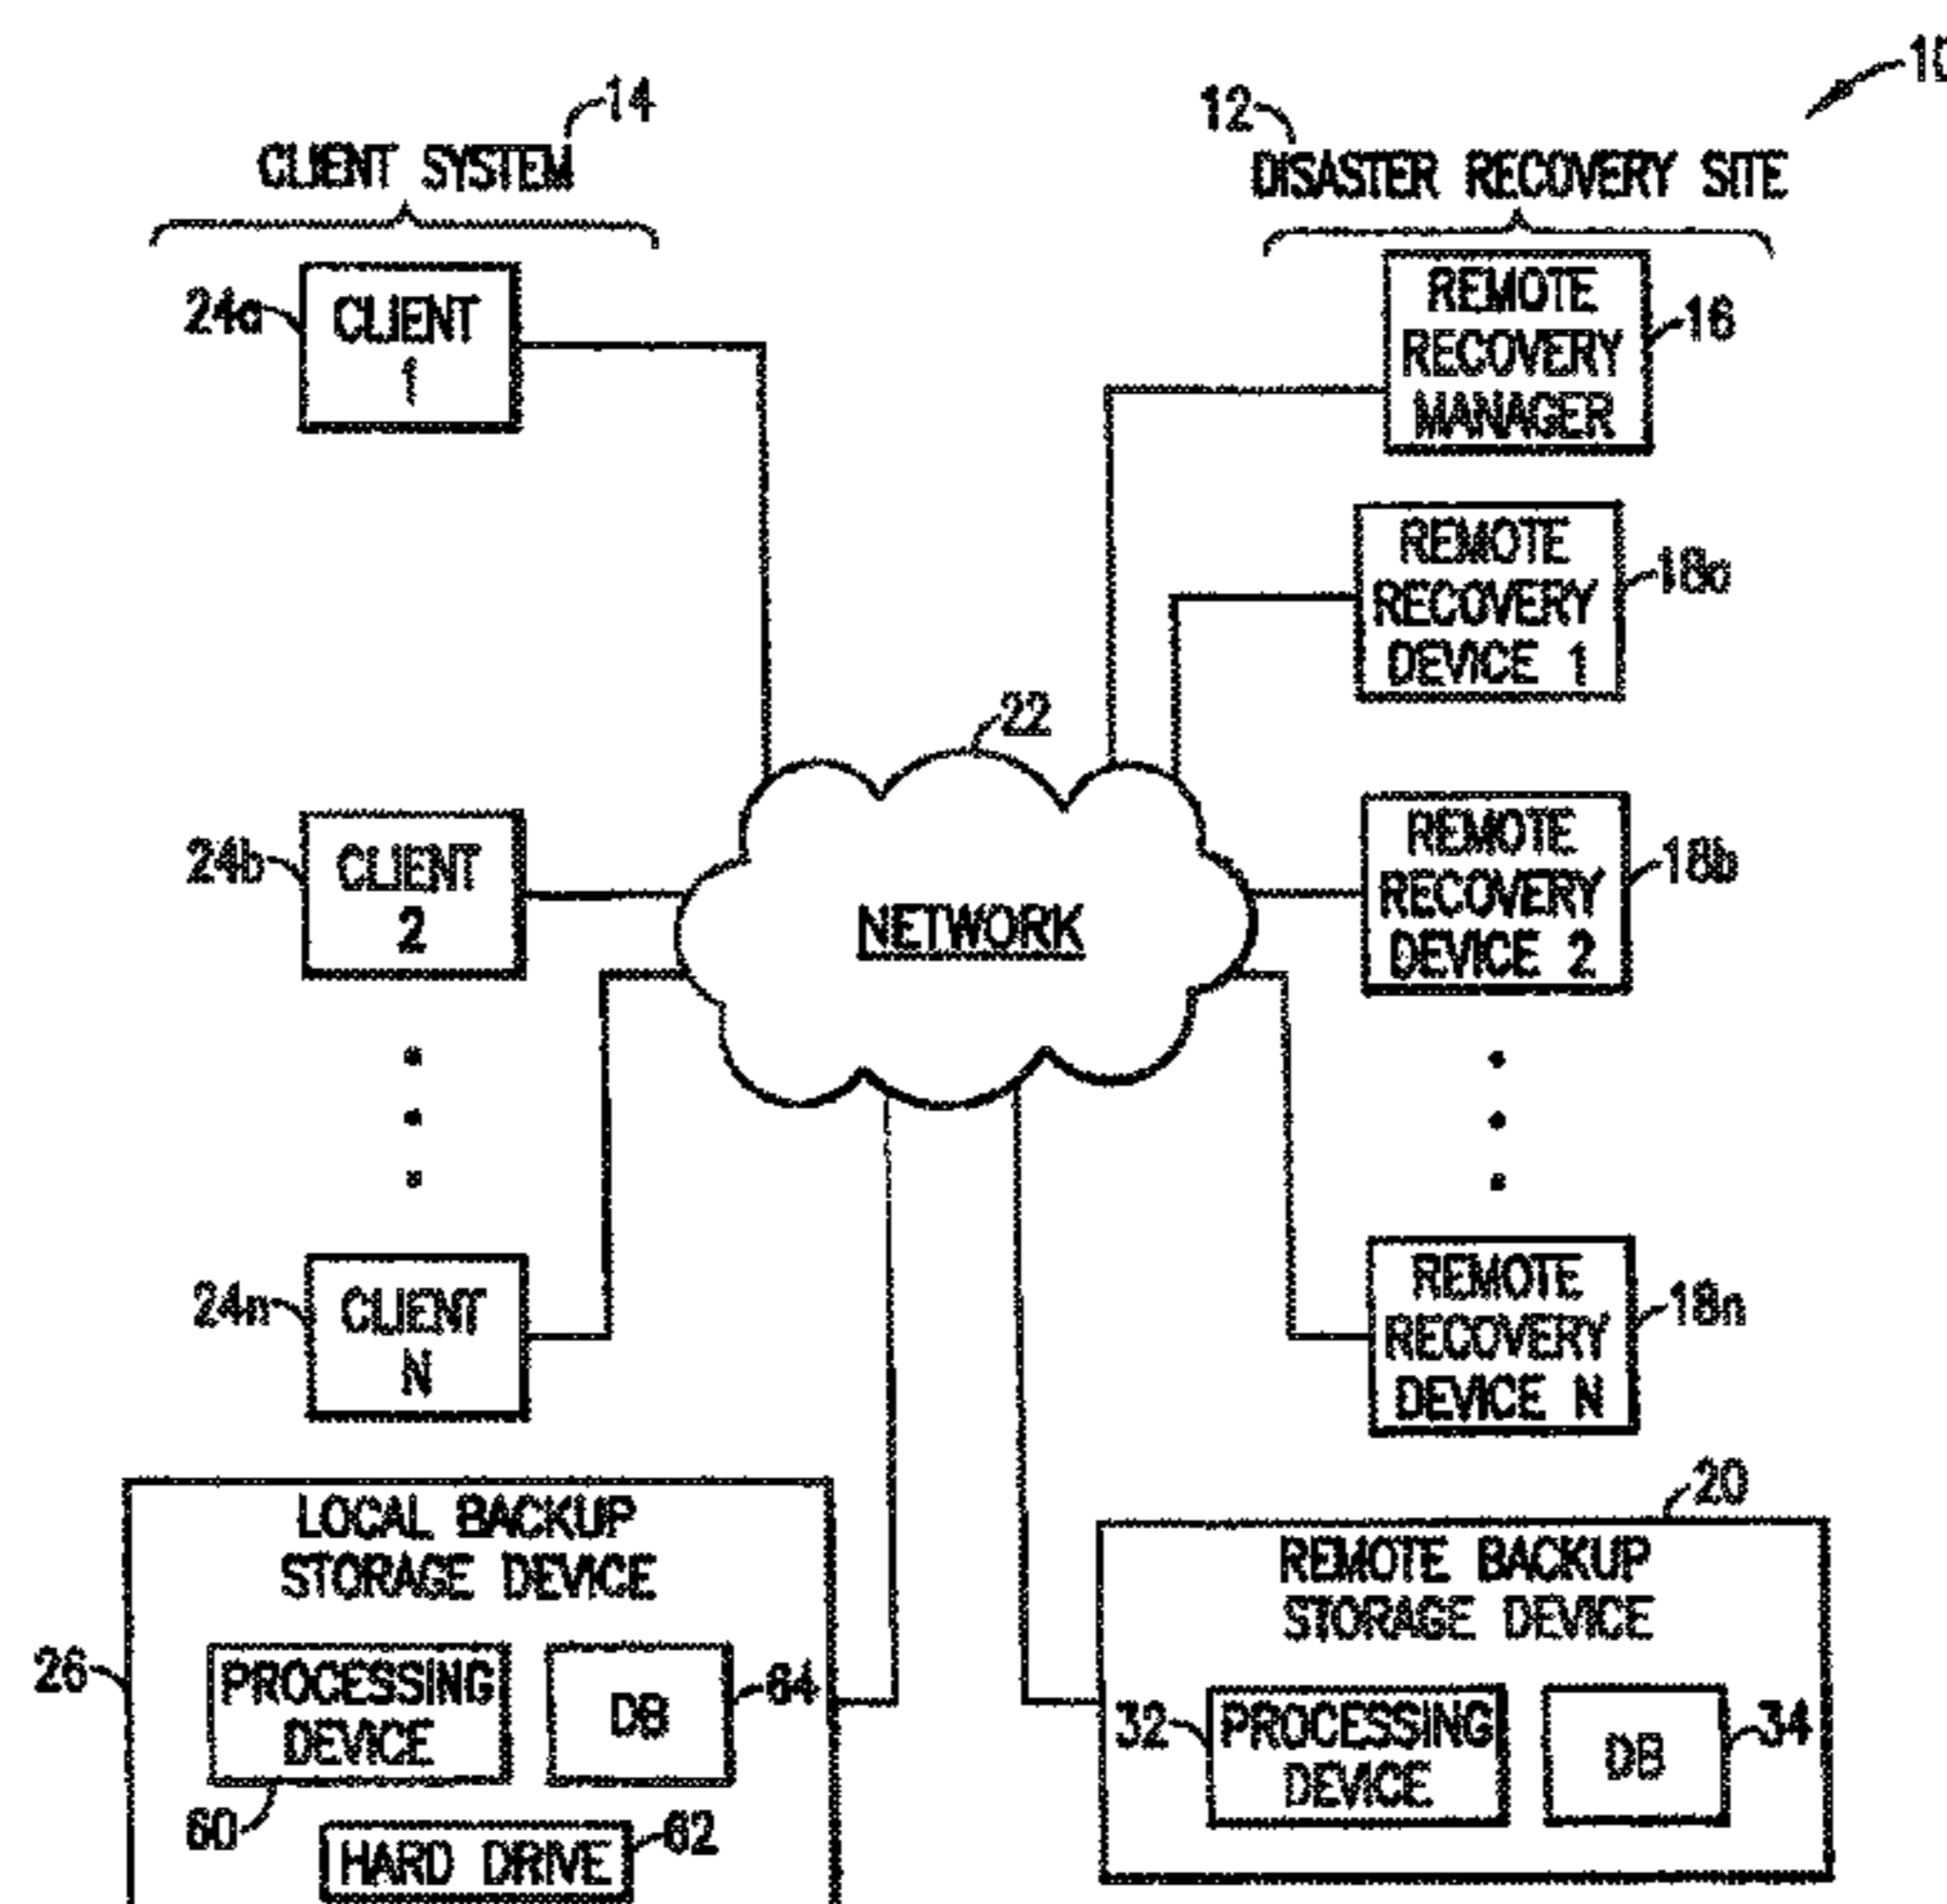 10
14
CLIENT SYSTEM
12
DISASTER RECOVERY SITE
24a
CLIENT
1
REMOTE
RECOVERY
MANAGER
16
REMOTE
RECOVERY
DEVICE 1
18a
22
NETWORK
24b
CLIENT
2
REMOTE
RECOVERY
DEVICE 2
18b
24n
CLIENT
N
REMOTE
RECOVERY
DEVICE N
18n
26
LOCAL BACKUP
STORAGE DEVICE
PROCESSING
DEVICE
60
DB
64
HARD DRIVE
62
20
REMOTE BACKUP
STORAGE DEVICE
32
PROCESSING
DEVICE
DB
34